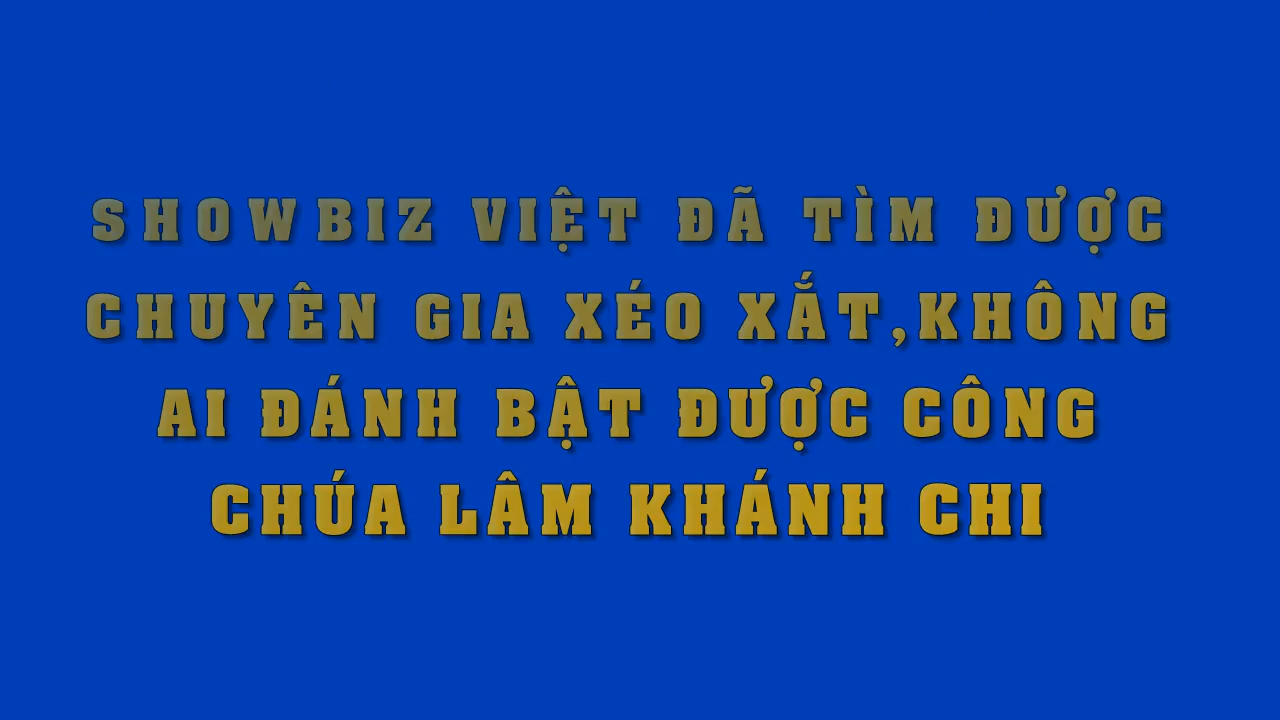 SHOWBIZ VIỆT ĐÃ TÌM ĐƯỢC
CHUYÊN GIA XÉO XẮT,KHÔNG
AI ĐÁNH BẬT ĐƯỢC CÔNG
CHÚA LÂM KHÁNH CHI